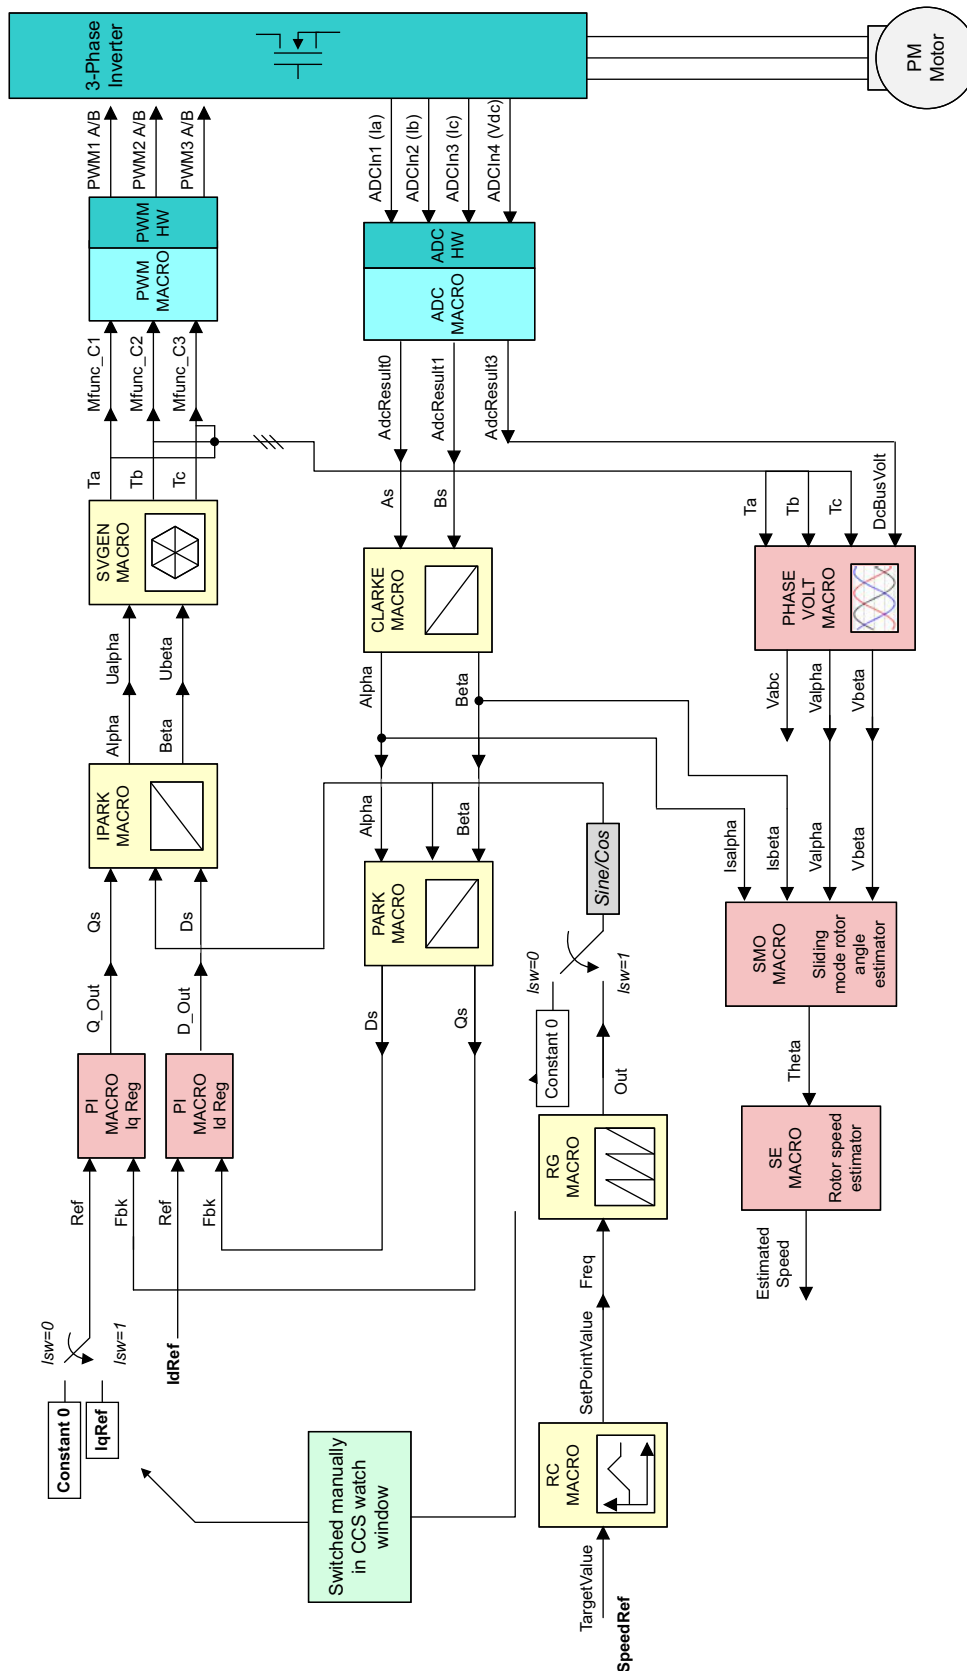 Constant 0
IqRef
Isw=0
Isw=1
Ref
Fbk
IdRef
Ref
Fbk
PI
MACRO
Iq Reg
PI
MACRO
Id Reg
Q_Out
D_Out
Qs
Ds
IPARK
MACRO
Alpha
Beta
Ualpha
Ubeta
SVGEN
MACRO
Ta
Tb
Tc
Mfunc_C1
Mfunc_C2
Mfunc_C3
PWM
MACRO
PWM
HW
PWM1 A/B
PWM2 A/B
PWM3 A/B
3-Phase
Inverter
PM
Motor
Switched manually
in CCS watch
window
Ds
Qs
PARK
MACRO
Alpha
Beta
Alpha
Beta
CLARKE
MACRO
As
Bs
AdcResult0
AdcResult1
AdcResult3
ADC
MACRO
ADC
HW
ADCIn1 (Ia)
ADCIn2 (Ib)
ADCIn3 (Ic)
ADCIn4 (Vdc)
TargetValue
SpeedRef
RC
MACRO
SetPointValue
Freq
RG
MACRO
Out
Constant 0
Isw=0
Isw=1
Sine/Cos
Estimated
Speed
SE
MACRO
Rotor speed
estimator
Theta
SMO
MACRO
Sliding
mode rotor
angle
estimator
Isalpha
Isbeta
Valpha
Vbeta
Vabc
Valpha
Vbeta
PHASE
VOLT
MACRO
Ta
Tb
Tc
DcBusVolt